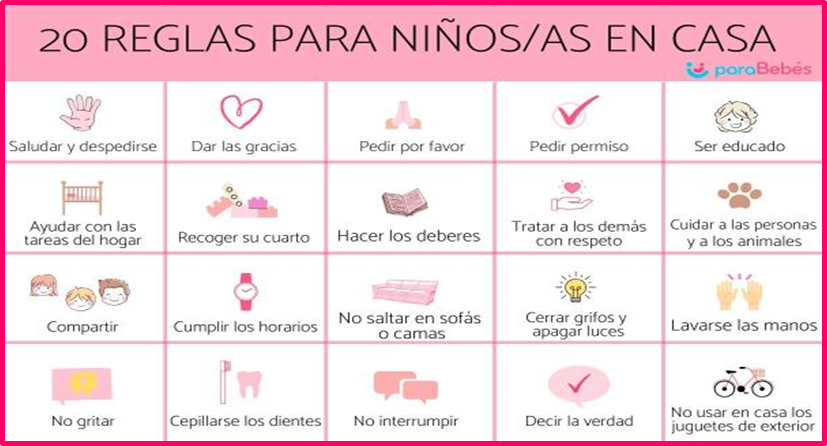 20 REGLAS PARA NIÑOS/AS EN CASA
paraBebés
Saludar y despedirse
Dar las gracias
Pedir por favor
Pedir permiso
Ser educado
Ayudar con las
tareas del hogar
Recoger su cuarto
Hacer los deberes
Tratar a los demás
con respeto
Cuidar a las personas
y a los animales
Compartir
Cumplir los horarios
No saltar en sofás
o camas
Cerrar grifos y
apagar luces
Lavarse las manos
No gritar
Cepillarse los dientes
No interrumpir
Decir la verdad
No usar en casa los
juguetes de exterior